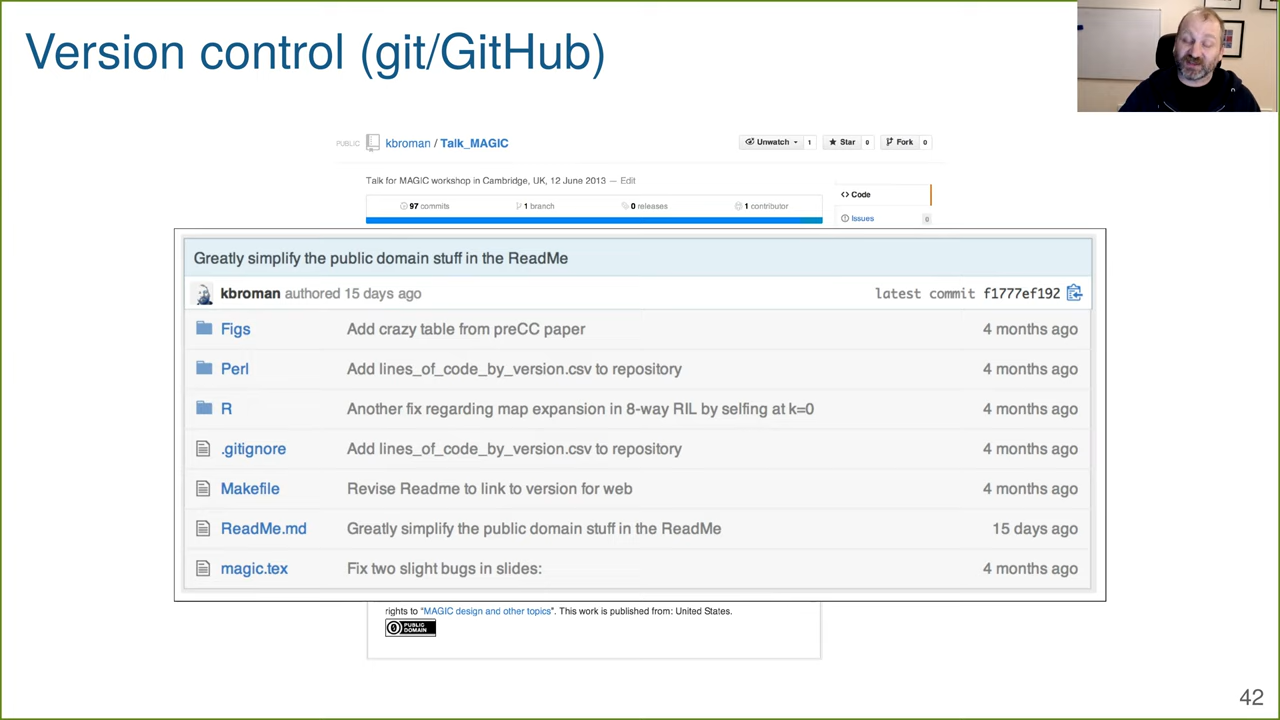 Version control (git/GitHub)
PUBLIC kbroman / Talk_MAGIC Unwatch 1 Star 0 Fork 0
Talk for MAGIC workshop in Cambridge, UK, 12 June 2013 — Edit
97 commits 1 branch 0 releases 1 contributor
<> Code
Issues 0
Greatly simplify the public domain stuff in the ReadMe
kbroman authored 15 days ago latest commit f1777ef192
Figs Add crazy table from preCC paper 4 months ago
Perl Add lines_of_code_by_version.csv to repository 4 months ago
R Another fix regarding map expansion in 8-way RIL by selfing at k=0 4 months ago
.gitignore Add lines_of_code_by_version.csv to repository 4 months ago
Makefile Revise Readme to link to version for web 4 months ago
ReadMe.md Greatly simplify the public domain stuff in the ReadMe 15 days ago
magic.tex Fix two slight bugs in slides: 4 months ago
rights to "MAGIC design and other topics". This work is published from: United States.
PUBLIC
DOMAIN
42